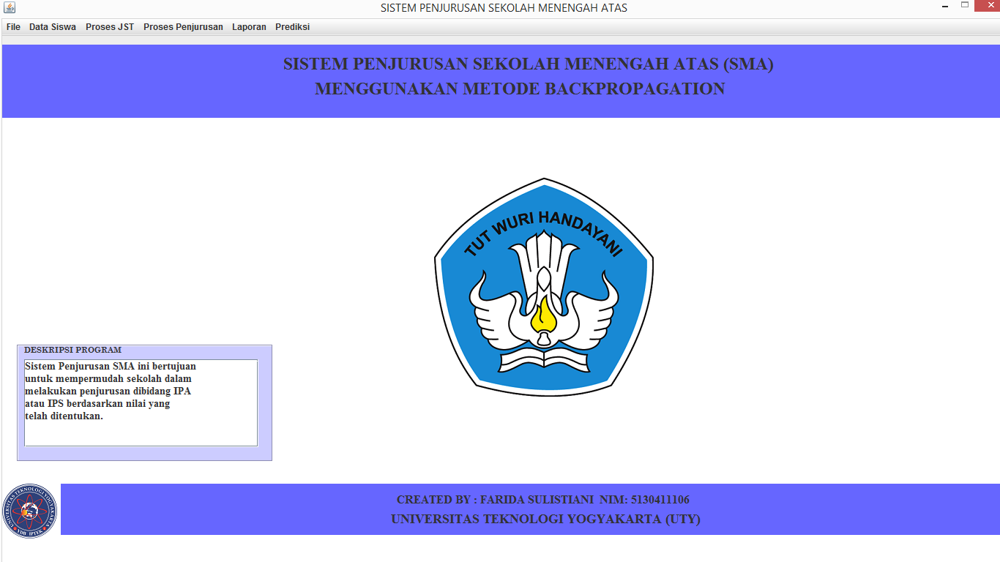 SISTEM PENJURUSAN SEKOLAH MENENGAH ATAS
File Data Siswa Proses JST Proses Penjurusan Laporan Prediksi
SISTEM PENJURUSAN SEKOLAH MENENGAH ATAS (SMA)
MENGGUNAKAN METODE BACKPROPAGATION
TUT WURI HANDAYANI
DESKRIPSI PROGRAM
Sistem Penjurusan SMA ini bertujuan
untuk mempermudah sekolah dalam
melakukan penjurusan dibidang IPA
atau IPS berdasarkan nilai yang
telah ditentukan.
UNIVERSITAS TEKNOLOGI YOGYAKARTA
CREATED BY : FARIDA SULISTIANI NIM: 5130411106
UNIVERSITAS TEKNOLOGI YOGYAKARTA (UTY)